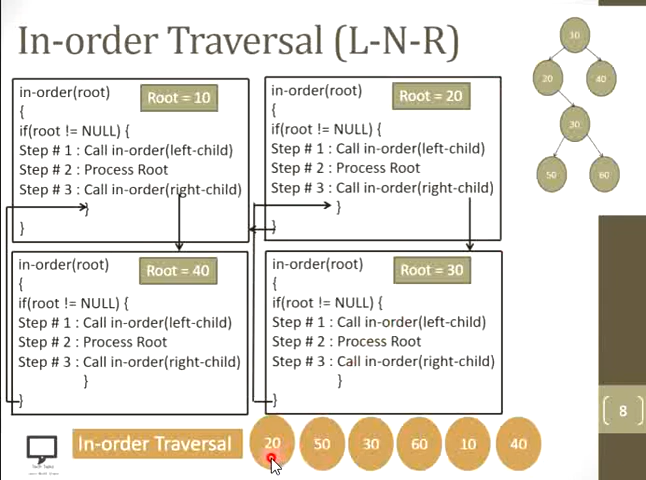 In-order Traversal (L-N-R)
in-order(root)
Root = 10
{
if(root != NULL) {
Step # 1 : Call in-order(left-child)
Step # 2 : Process Root
Step # 3 : Call in-order(right-child)
}
}
in-order(root)
Root = 20
{
if(root != NULL) {
Step # 1 : Call in-order(left-child)
Step # 2 : Process Root
Step # 3 : Call in-order(right-child)
}
}
in-order(root)
Root = 40
{
if(root != NULL) {
Step # 1 : Call in-order(left-child)
Step # 2 : Process Root
Step # 3 : Call in-order(right-child)
}
}
in-order(root)
Root = 30
{
if(root != NULL) {
Step # 1 : Call in-order(left-child)
Step # 2 : Process Root
Step # 3 : Call in-order(right-child)
}
}
20 40
30
50 60
8
In-order Traversal 20 50 30 60 10 40